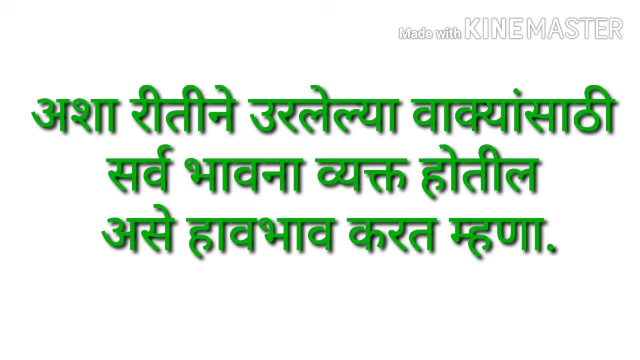 Made with KINEMASTER
अशा रीतीने उरलेल्या वाक्यांसाठी
सर्व भावना व्यक्त होतील
असे हावभाव करत म्हणा.